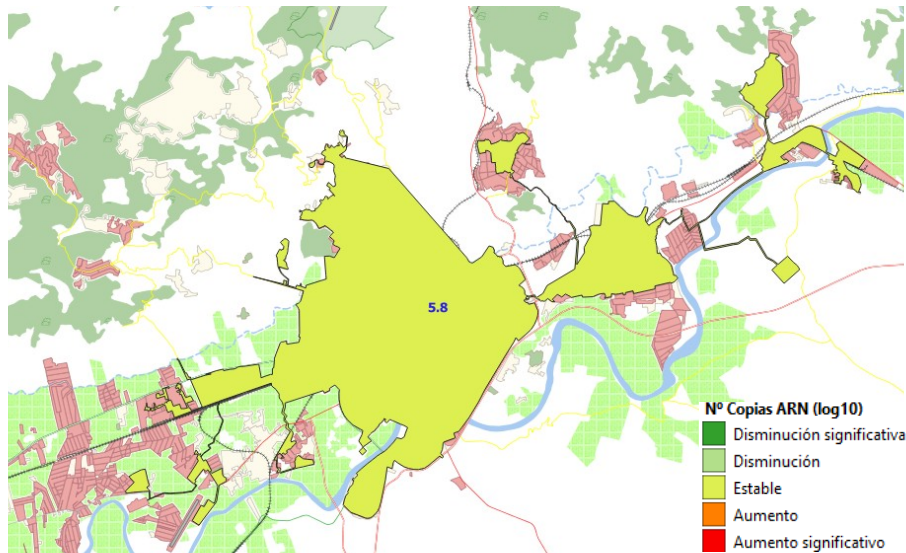 5.8
Nº Copias ARN (log10)
Disminución significativa
Disminución
Estable
Aumento
Aumento significativo